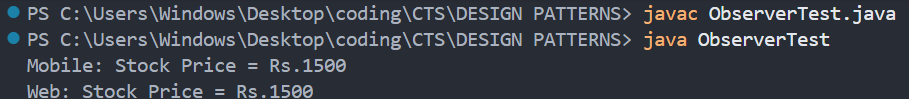 PS C:\Users\Windows\Desktop\coding\CTS\DESIGN PATTERNS> javac ObserverTest.java
PS C:\Users\Windows\Desktop\coding\CTS\DESIGN PATTERNS> java ObserverTest
Mobile: Stock Price = Rs.1500
Web: Stock Price = Rs.1500